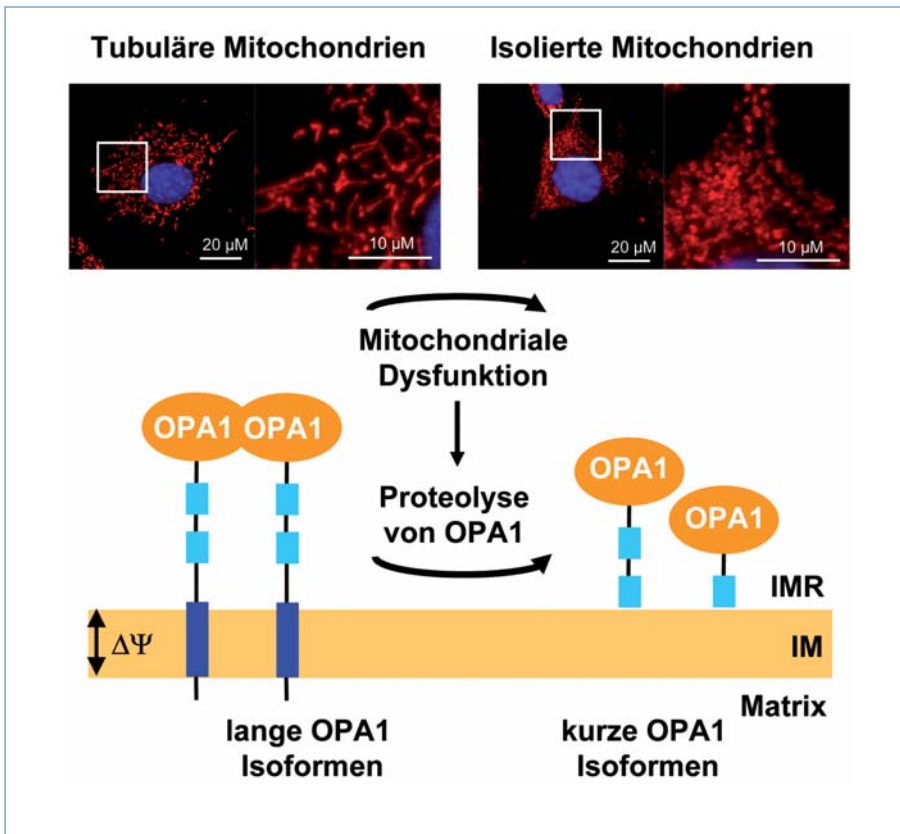 Tubuläre Mitochondrien
Isolierte Mitochondrien
20 µM
10 µM
20 µM
10 µM
Mitochondriale
Dysfunktion
OPA1 OPA1
Proteolyse
von OPA1
OPA1
OPA1
IMR
ΔΨ
IM
Matrix
lange OPA1
Isoformen
kurze OPA1
Isoformen